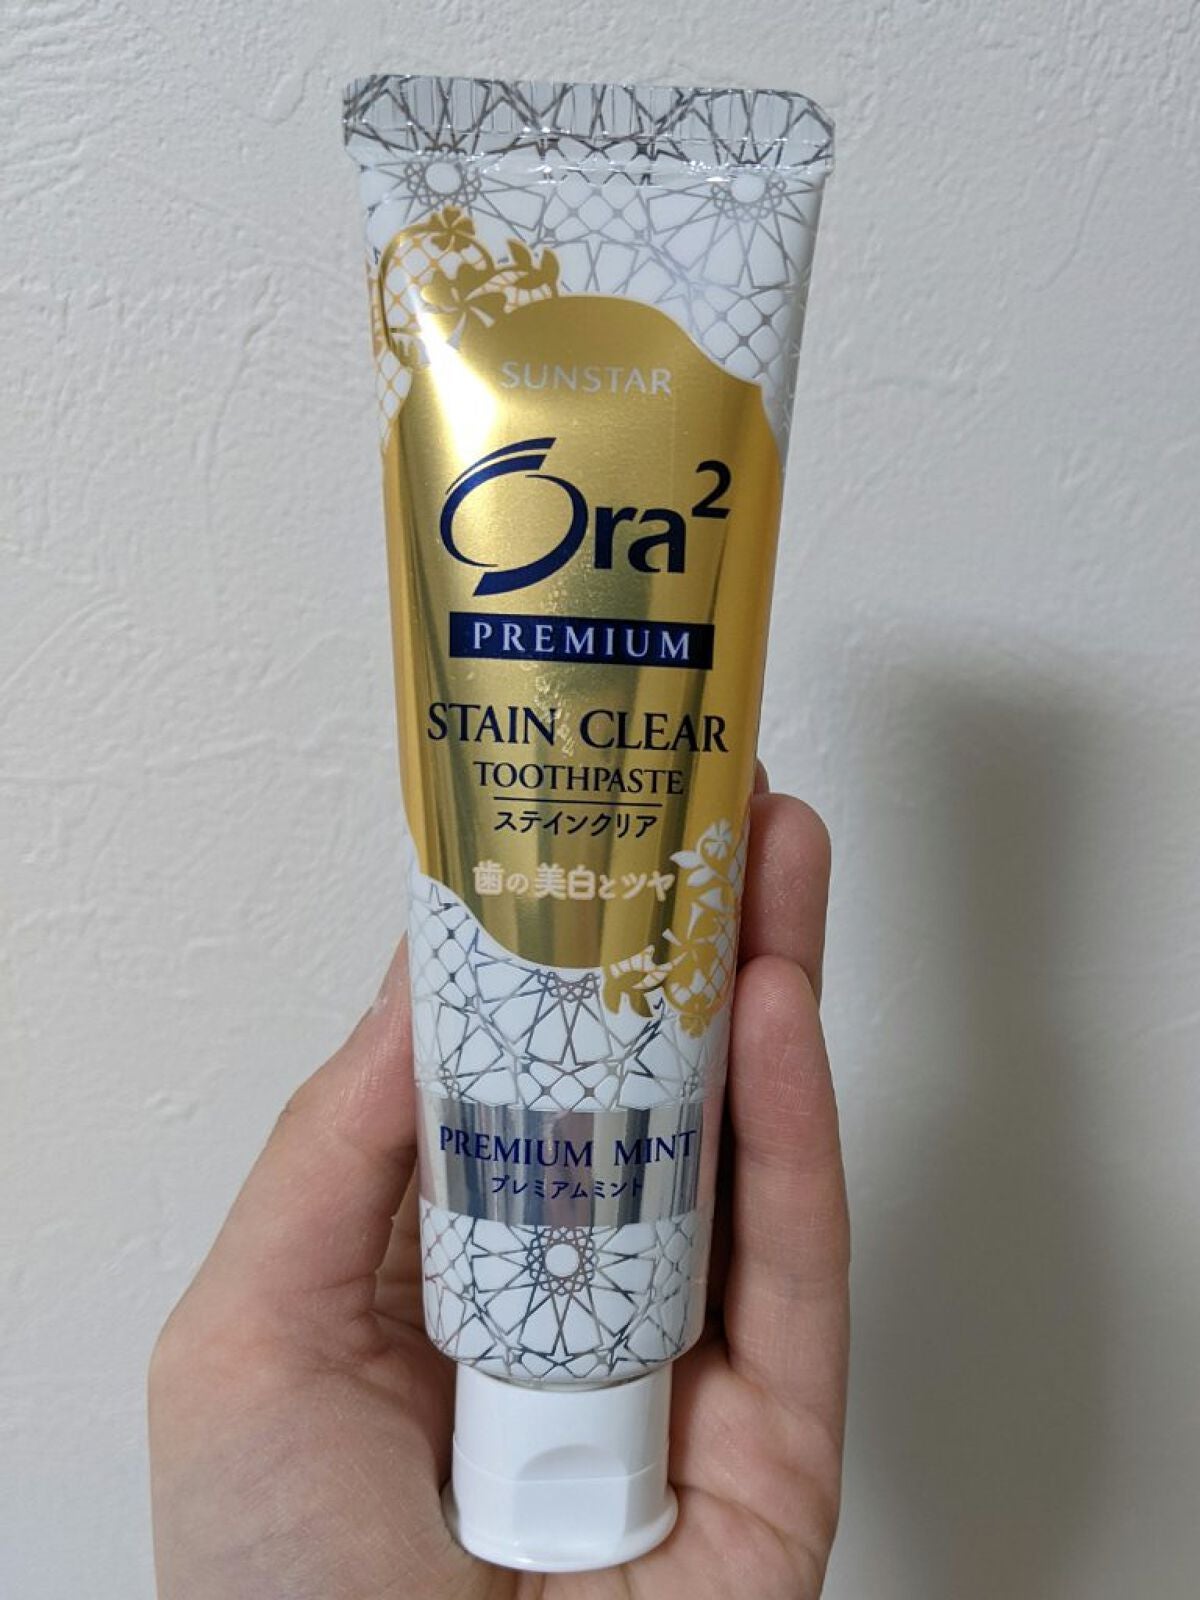 SUNSTAR
Ora²
PREMIUM
STAIN CLEAR
TOOTHPASTE
ステインクリア
歯の美白とツヤ
PREMIUM MINT
プレミアムミント